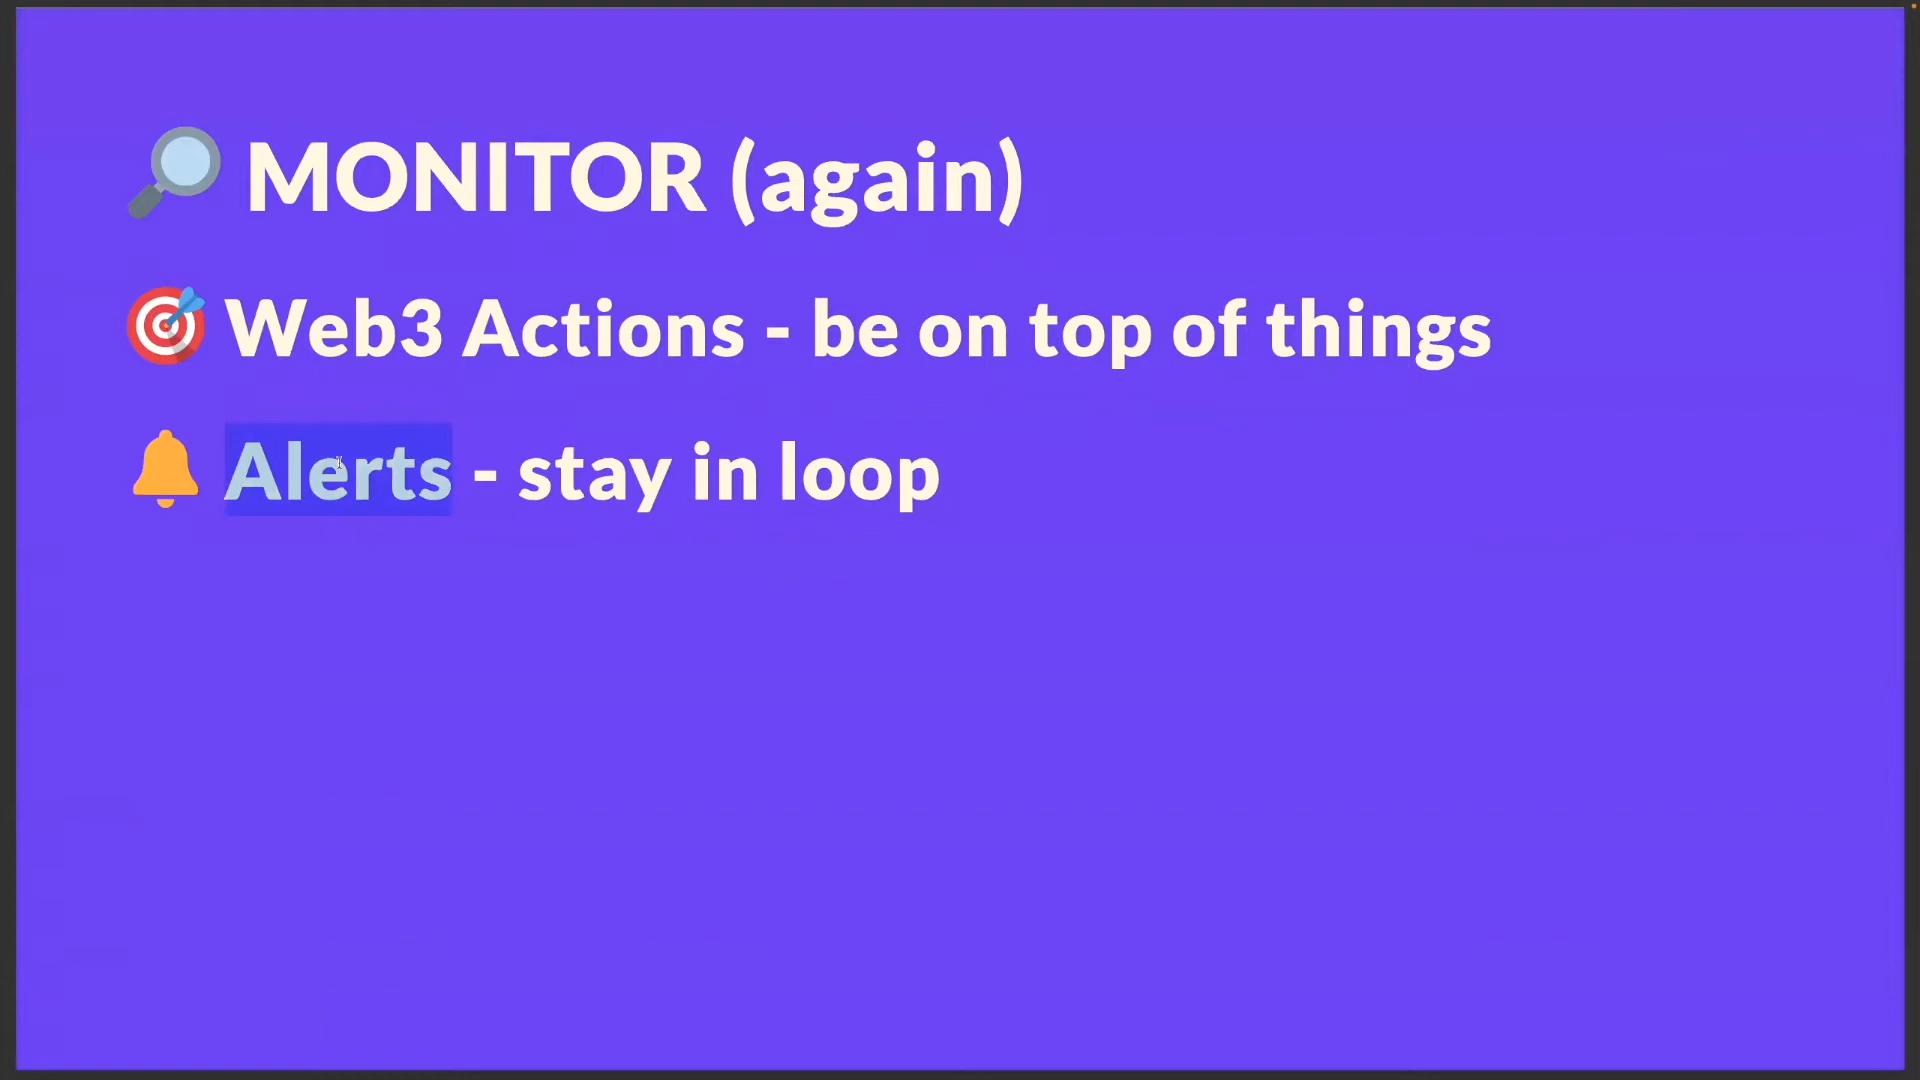 MONITOR (again)
Web3 Actions - be on top of things
Alerts - stay in loop